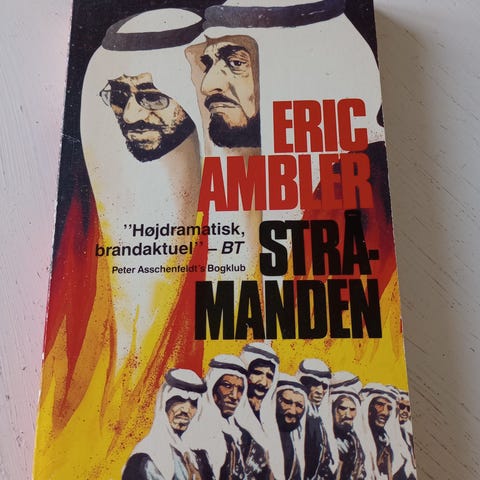 ERIC
AMBLER
"Højdramatisk,
brandaktuel" – BT
Peter Asschenfeldt's Bogklub
STRÅ-
MANDEN